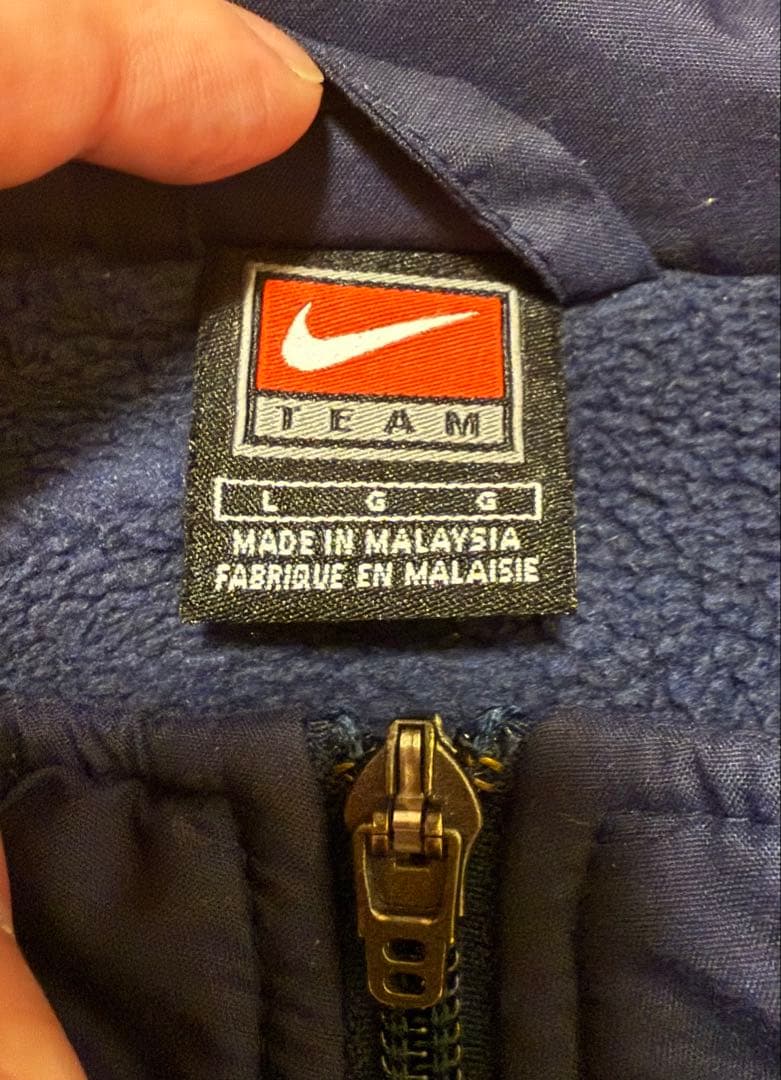 TEAM
L G G
MADE IN MALAYSIA
FABRIQUE EN MALAISIE